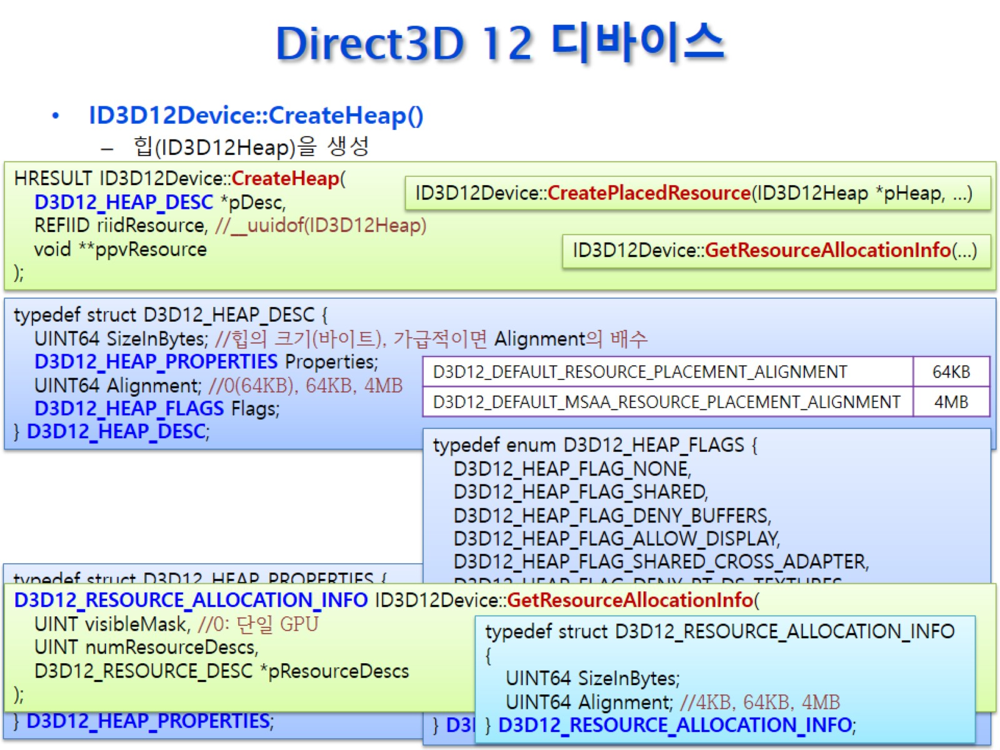 Direct3D 12 디바이스
• ID3D12Device::CreateHeap()
– 힙(ID3D12Heap)을 생성
HRESULT ID3D12Device::CreateHeap(
D3D12_HEAP_DESC *pDesc,
REFIID riidResource, //__uuidof(ID3D12Heap)
void **ppvResource
);
ID3D12Device::CreatePlacedResource(ID3D12Heap *pHeap, …)
ID3D12Device::GetResourceAllocationInfo(…)
typedef struct D3D12_HEAP_DESC {
UINT64 SizeInBytes; //힙의 크기(바이트), 가급적이면 Alignment의 배수
D3D12_HEAP_PROPERTIES Properties;
UINT64 Alignment; //0(64KB), 64KB, 4MB
D3D12_HEAP_FLAGS Flags;
} D3D12_HEAP_DESC;
D3D12_DEFAULT_RESOURCE_PLACEMENT_ALIGNMENT 64KB
D3D12_DEFAULT_MSAA_RESOURCE_PLACEMENT_ALIGNMENT 4MB
typedef enum D3D12_HEAP_FLAGS {
D3D12_HEAP_FLAG_NONE,
D3D12_HEAP_FLAG_SHARED,
D3D12_HEAP_FLAG_DENY_BUFFERS,
D3D12_HEAP_FLAG_ALLOW_DISPLAY,
D3D12_HEAP_FLAG_SHARED_CROSS_ADAPTER,
D3D12_HEAP_FLAG_DENY_RT_DS_TEXTURES
typedef struct D3D12_HEAP_PROPERTIES {
D3D12_RESOURCE_ALLOCATION_INFO ID3D12Device::GetResourceAllocationInfo(
UINT visibleMask, //0: 단일 GPU
UINT numResourceDescs,
D3D12_RESOURCE_DESC *pResourceDescs
);
} D3D12_HEAP_PROPERTIES;
} D3
typedef struct D3D12_RESOURCE_ALLOCATION_INFO
{
UINT64 SizeInBytes;
UINT64 Alignment; //4KB, 64KB, 4MB
} D3D12_RESOURCE_ALLOCATION_INFO;